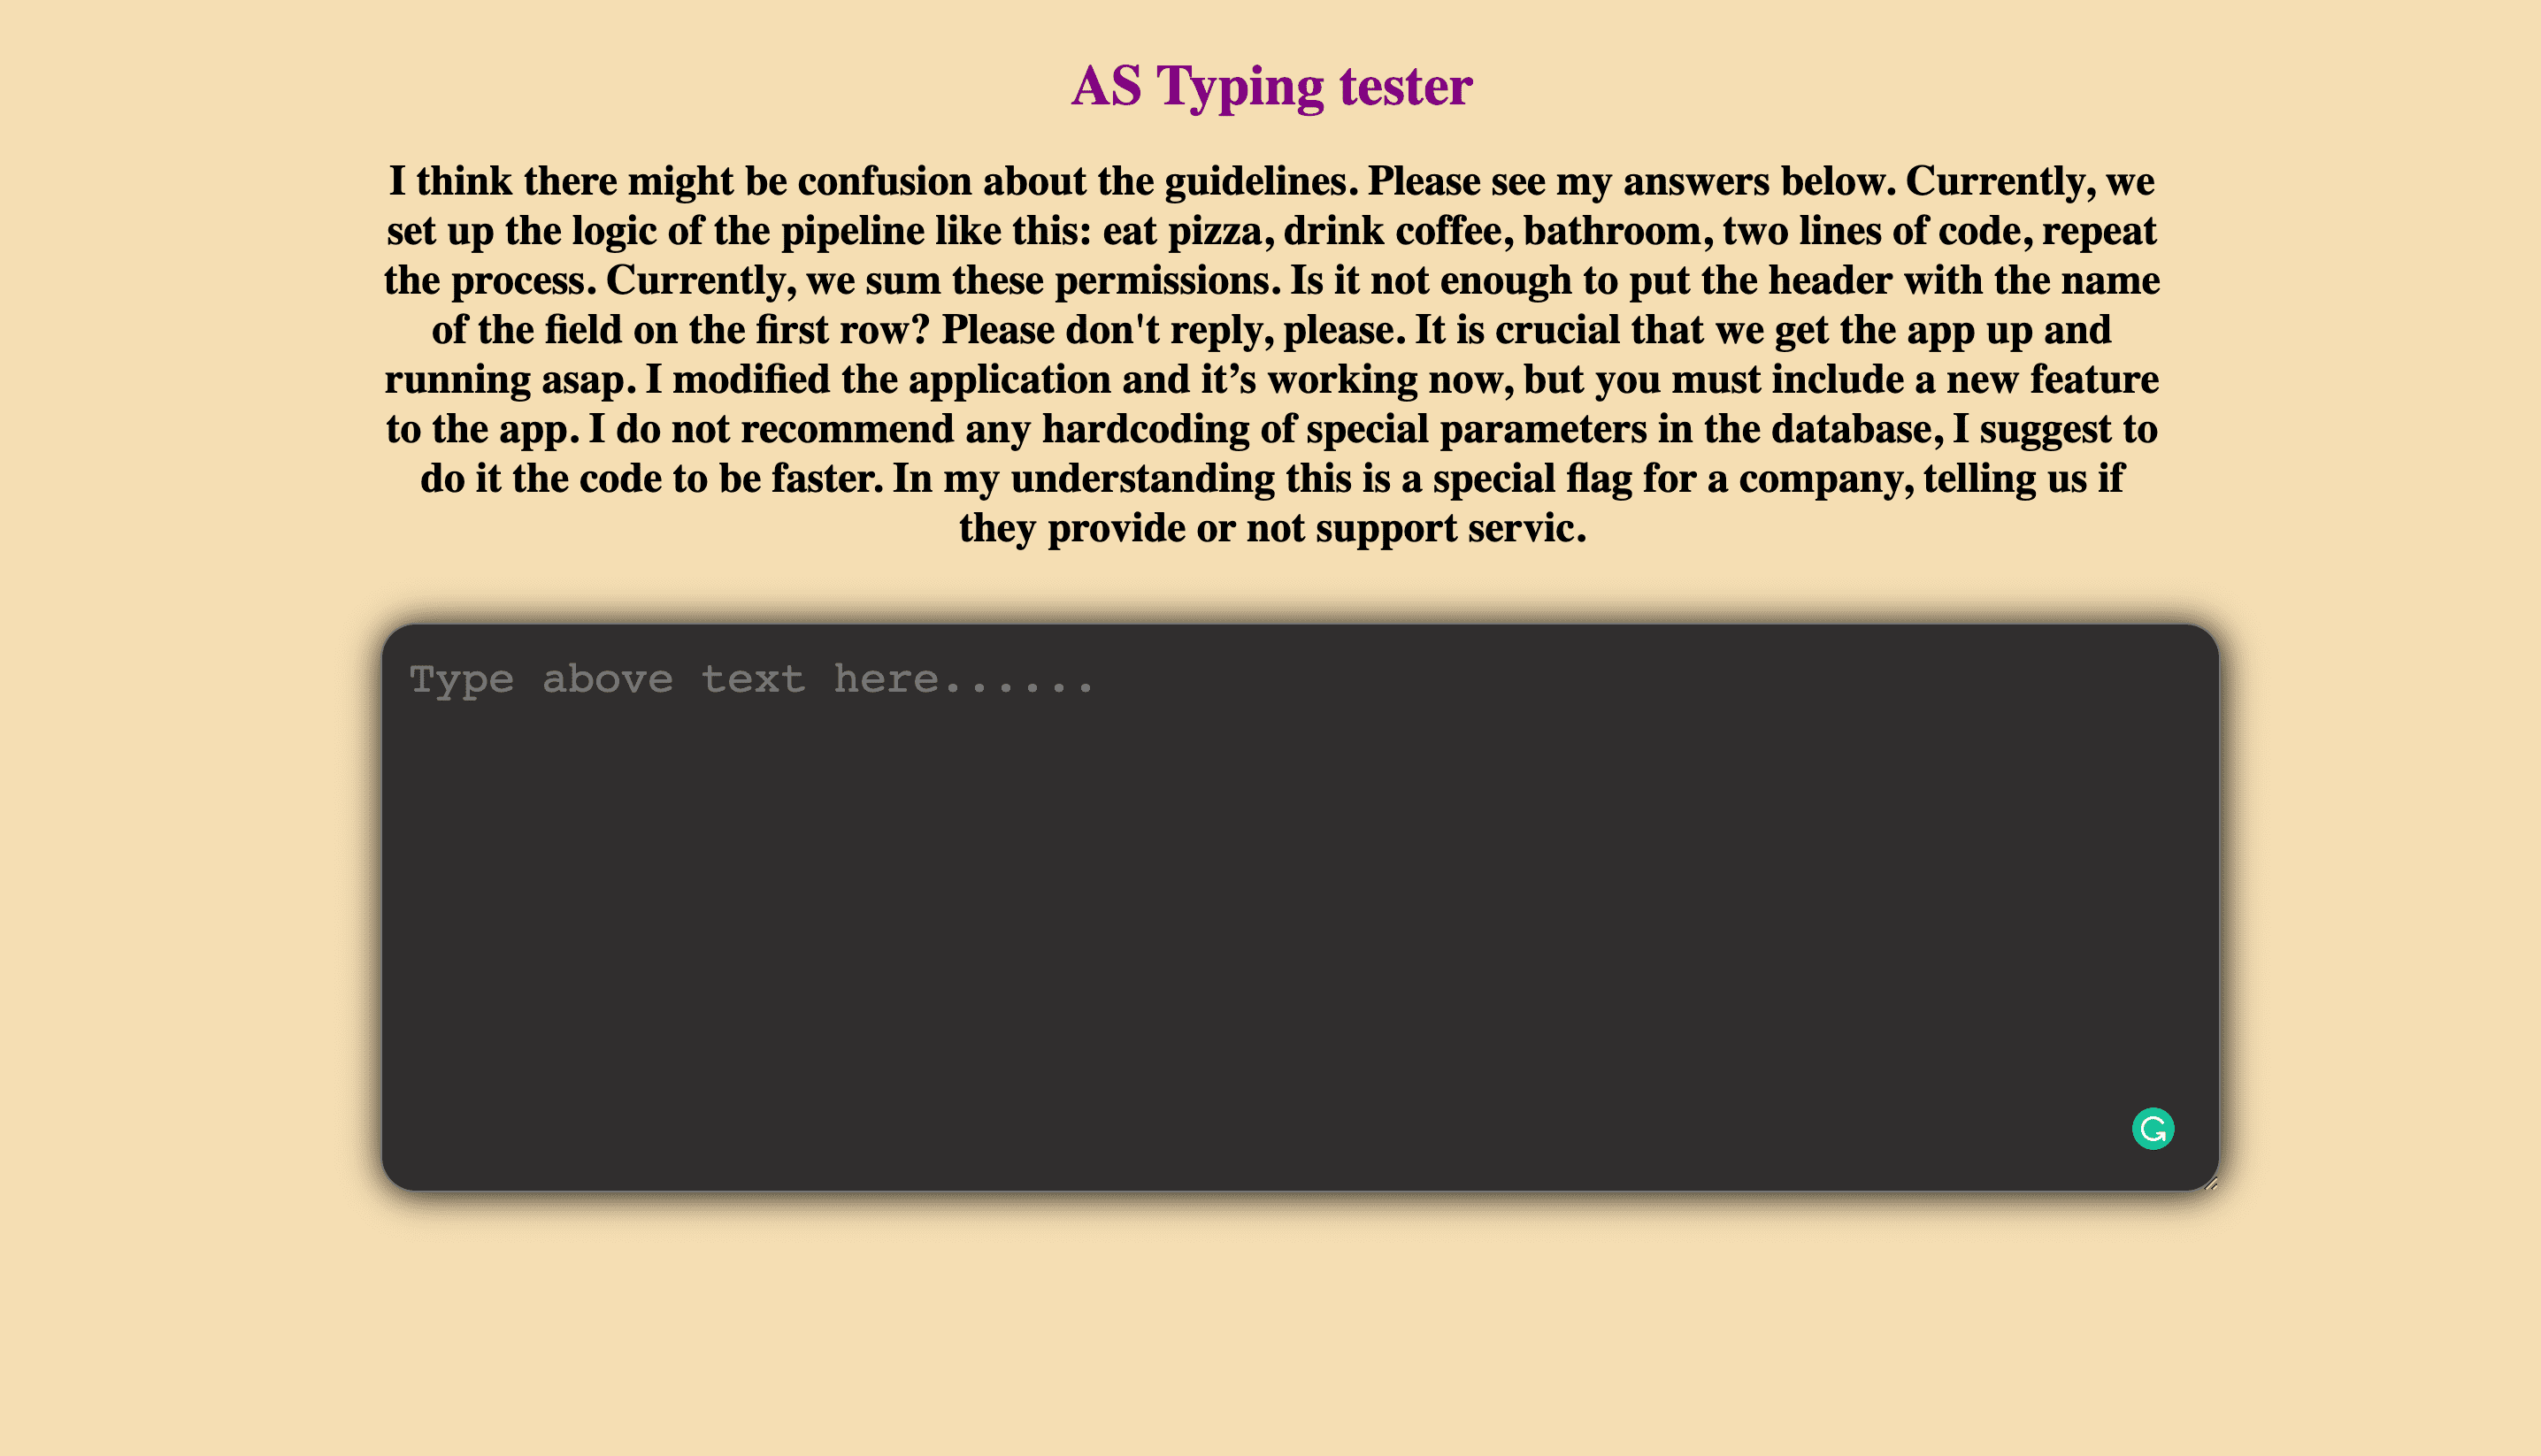 AS Typing tester
I think there might be confusion about the guidelines. Please see my answers below. Currently, we
set up the logic of the pipeline like this: eat pizza, drink coffee, bathroom, two lines of code, repeat
the process. Currently, we sum these permissions. Is it not enough to put the header with the name
of the field on the first row? Please don't reply, please. It is crucial that we get the app up and
running asap. I modified the application and it’s working now, but you must include a new feature
to the app. I do not recommend any hardcoding of special parameters in the database, I suggest to
do it the code to be faster. In my understanding this is a special flag for a company, telling us if
they provide or not support servic.
Type above text here......